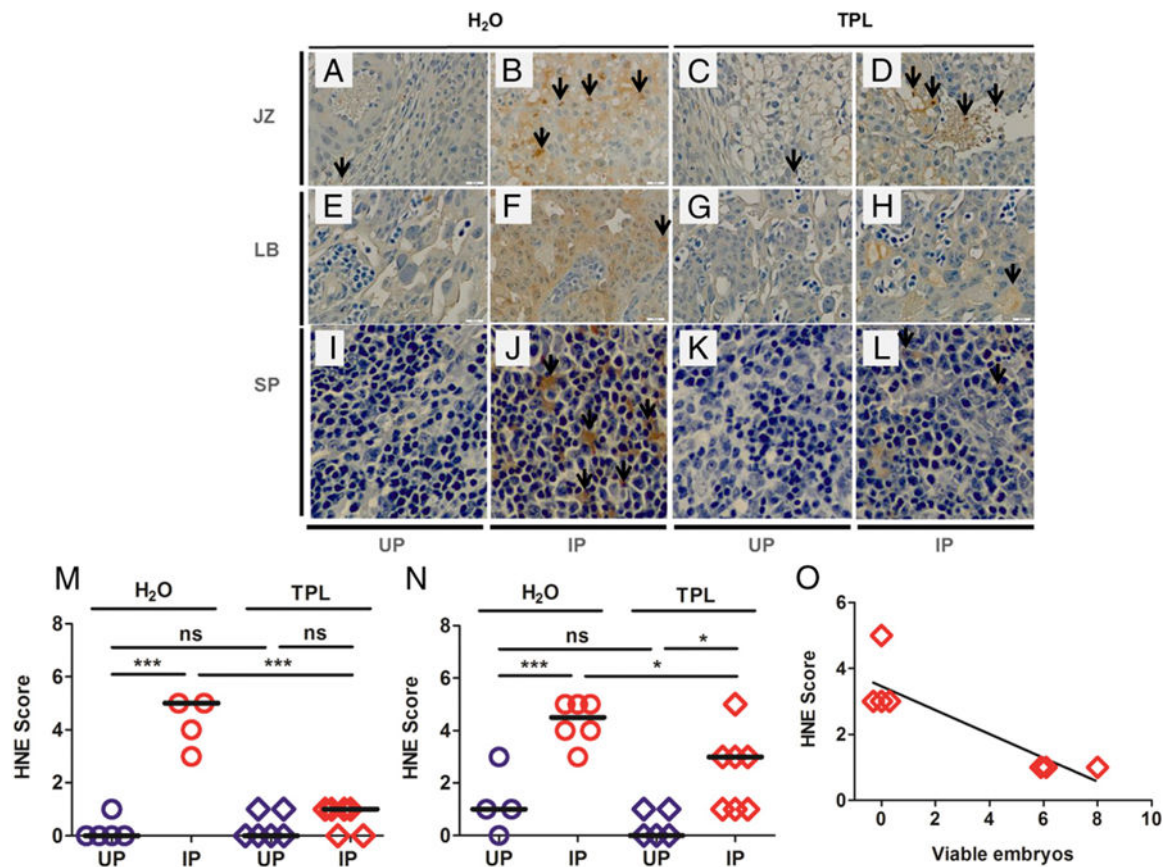 H₂O TPL
A B C D
JZ
E F G H
LB
I J K L
SP
UP IP UP IP
M N O
H₂O TPL
8
6
4
2
0
HNE Score
ns ns
*** ***
UP IP UP IP
H₂O TPL
8
6
4
2
0
HNE Score
ns *
*** *
UP IP UP IP
6
4
2
0
HNE Score
0 2 4 6 8 10
Viable embryos